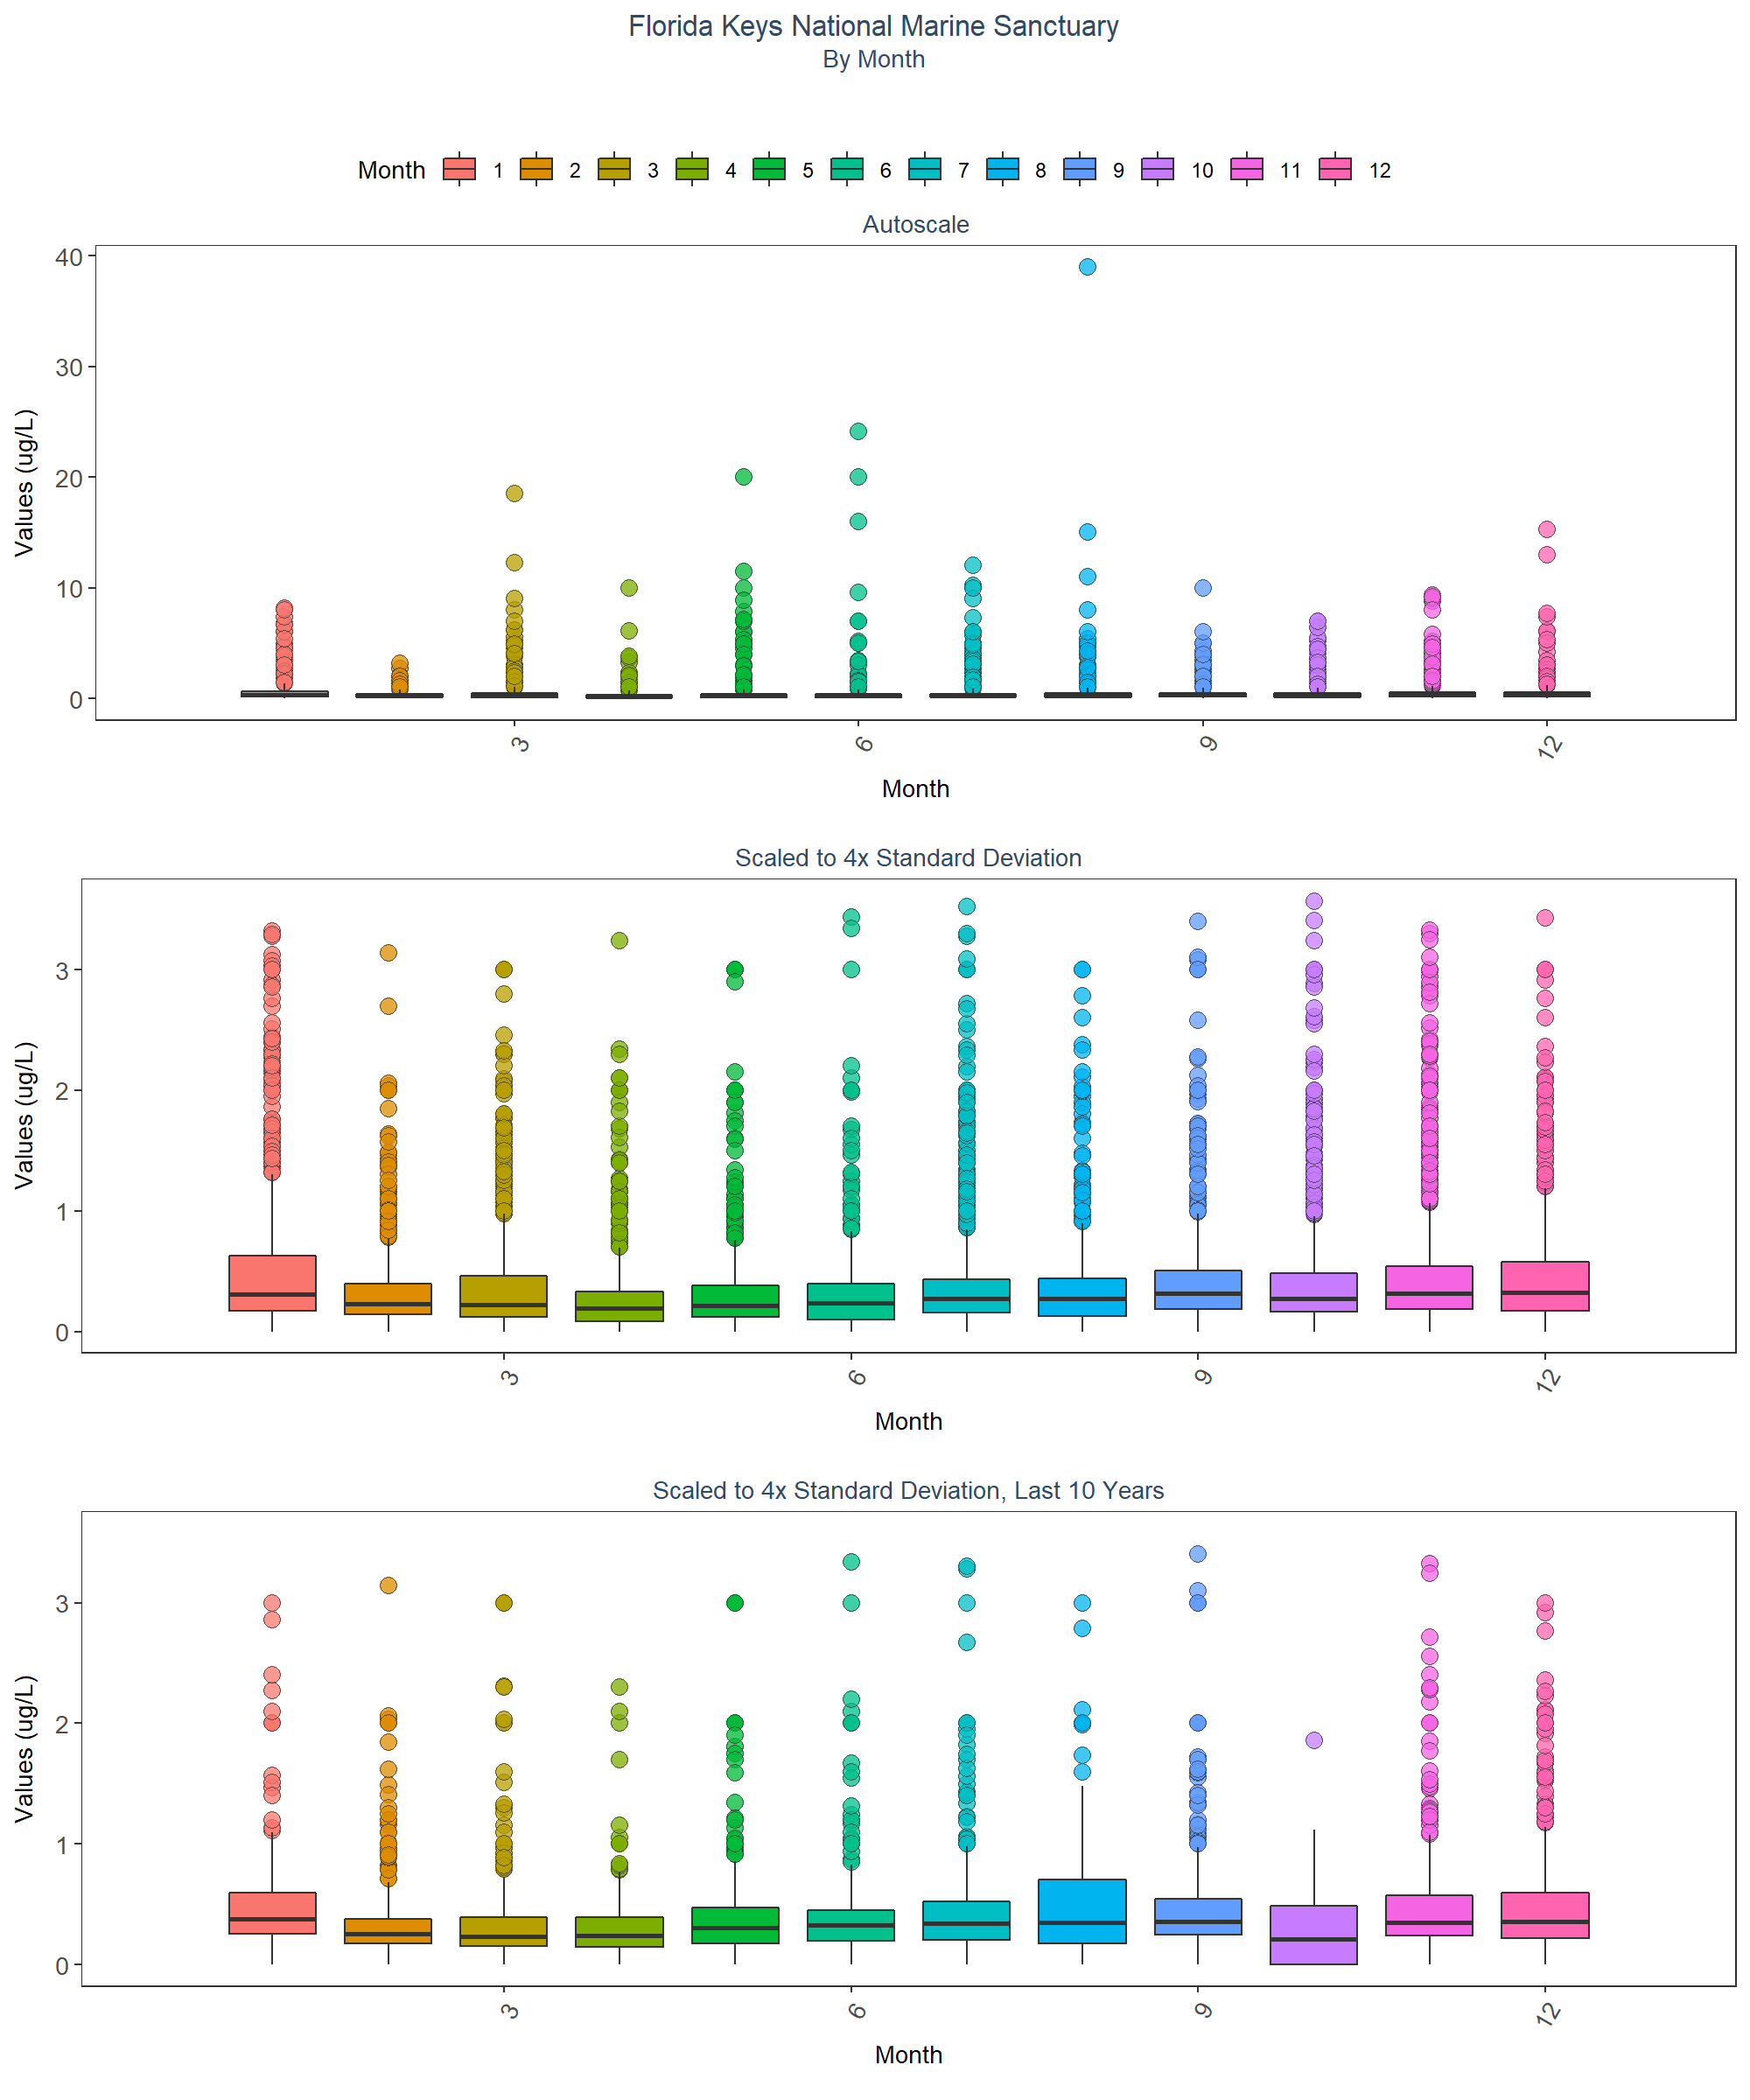 Florida Keys National Marine Sanctuary
By Month
Month 1 2 3 4 5 6 7 8 9 10 11 12
Autoscale
40
30
20
10
0
Values (ug/L)
3 6 9 12
Month
Scaled to 4x Standard Deviation
3
2
1
0
Values (ug/L)
3 6 9 12
Month
Scaled to 4x Standard Deviation, Last 10 Years
3
2
1
0
Values (ug/L)
3 6 9 12
Month